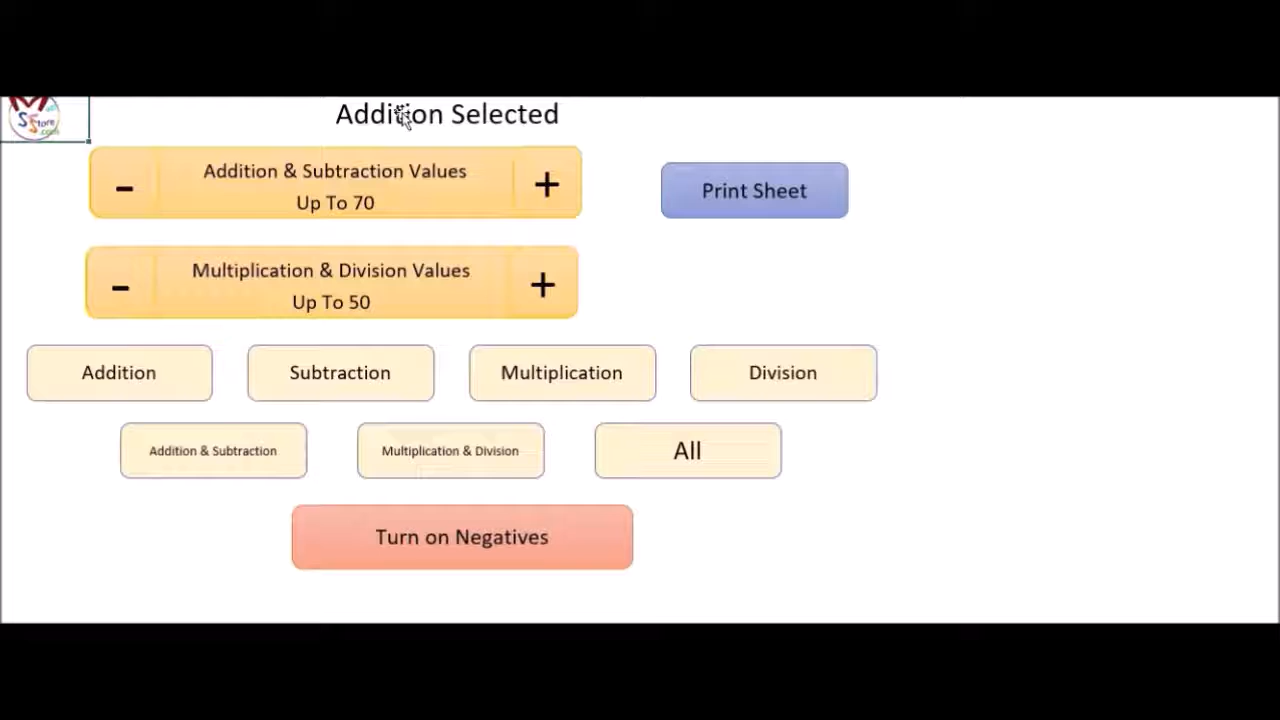 Addition Selected
- Addition & Subtraction Values +
Up To 70
Print Sheet
- Multiplication & Division Values +
Up To 50
Addition Subtraction Multiplication Division
Addition & Subtraction Multiplication & Division All
Turn on Negatives